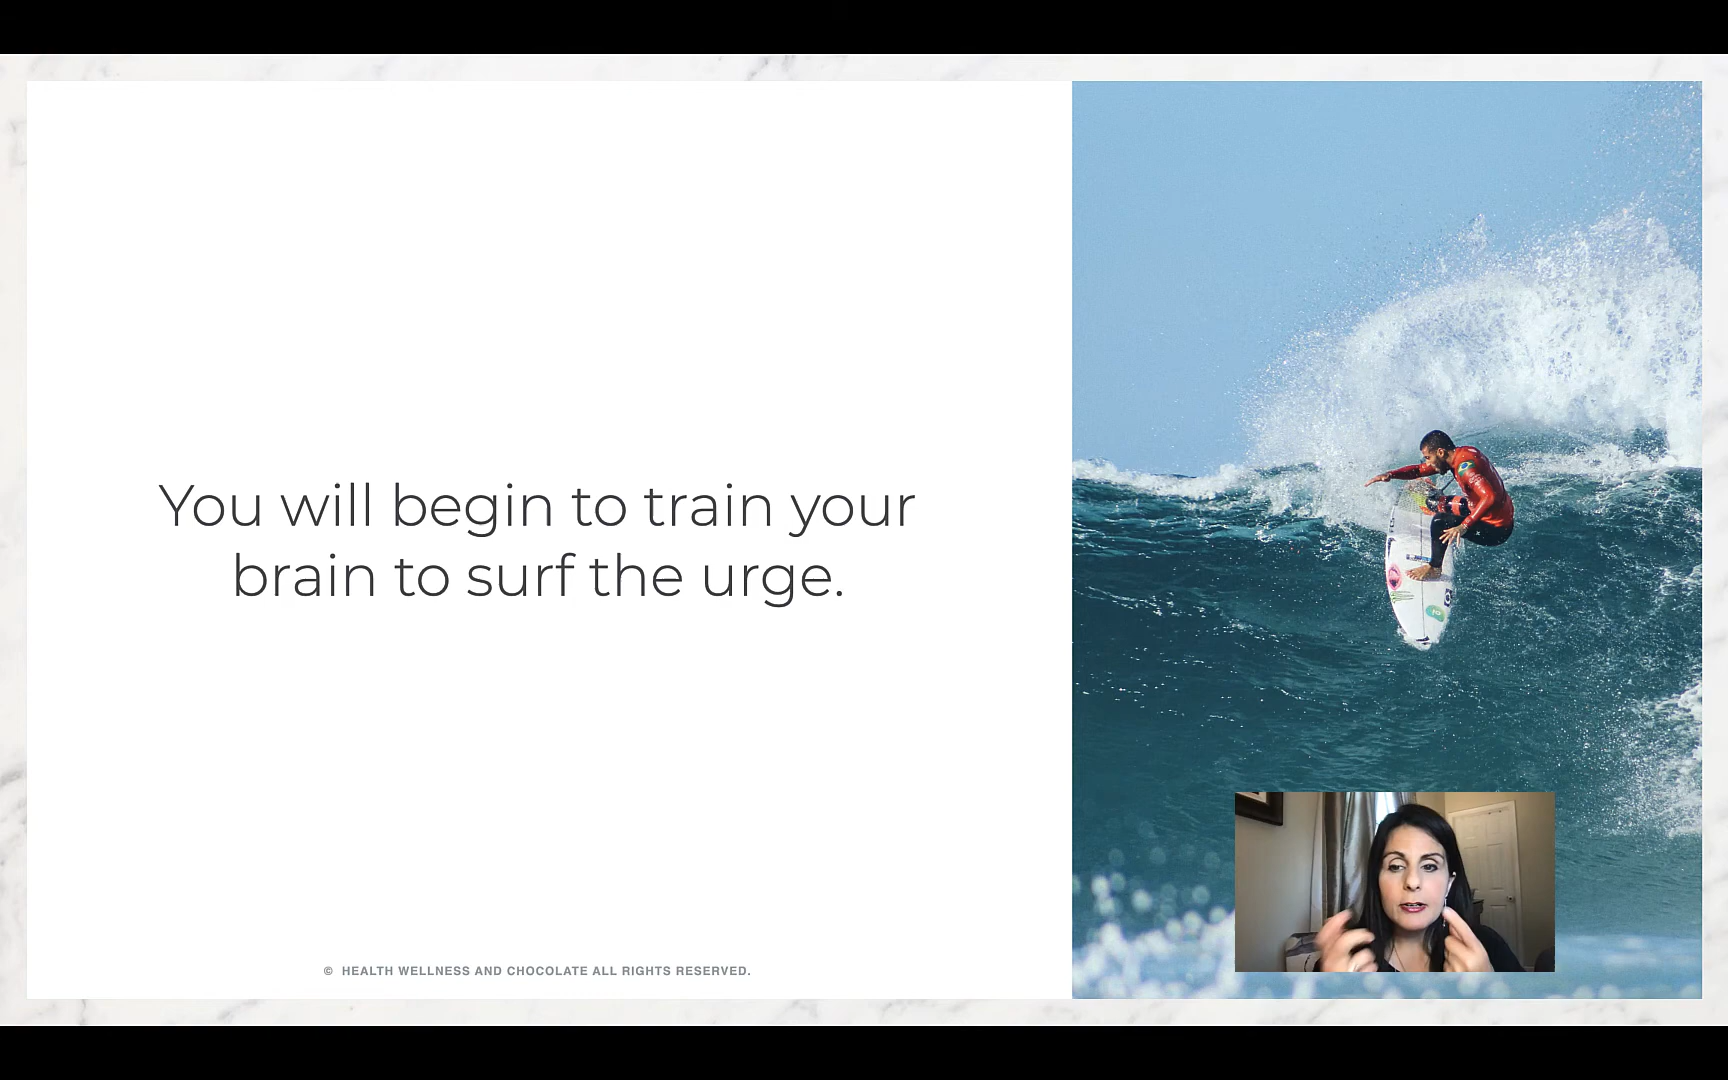 You will begin to train your
brain to surf the urge.
© HEALTH WELLNESS AND CHOCOLATE ALL RIGHTS RESERVED.